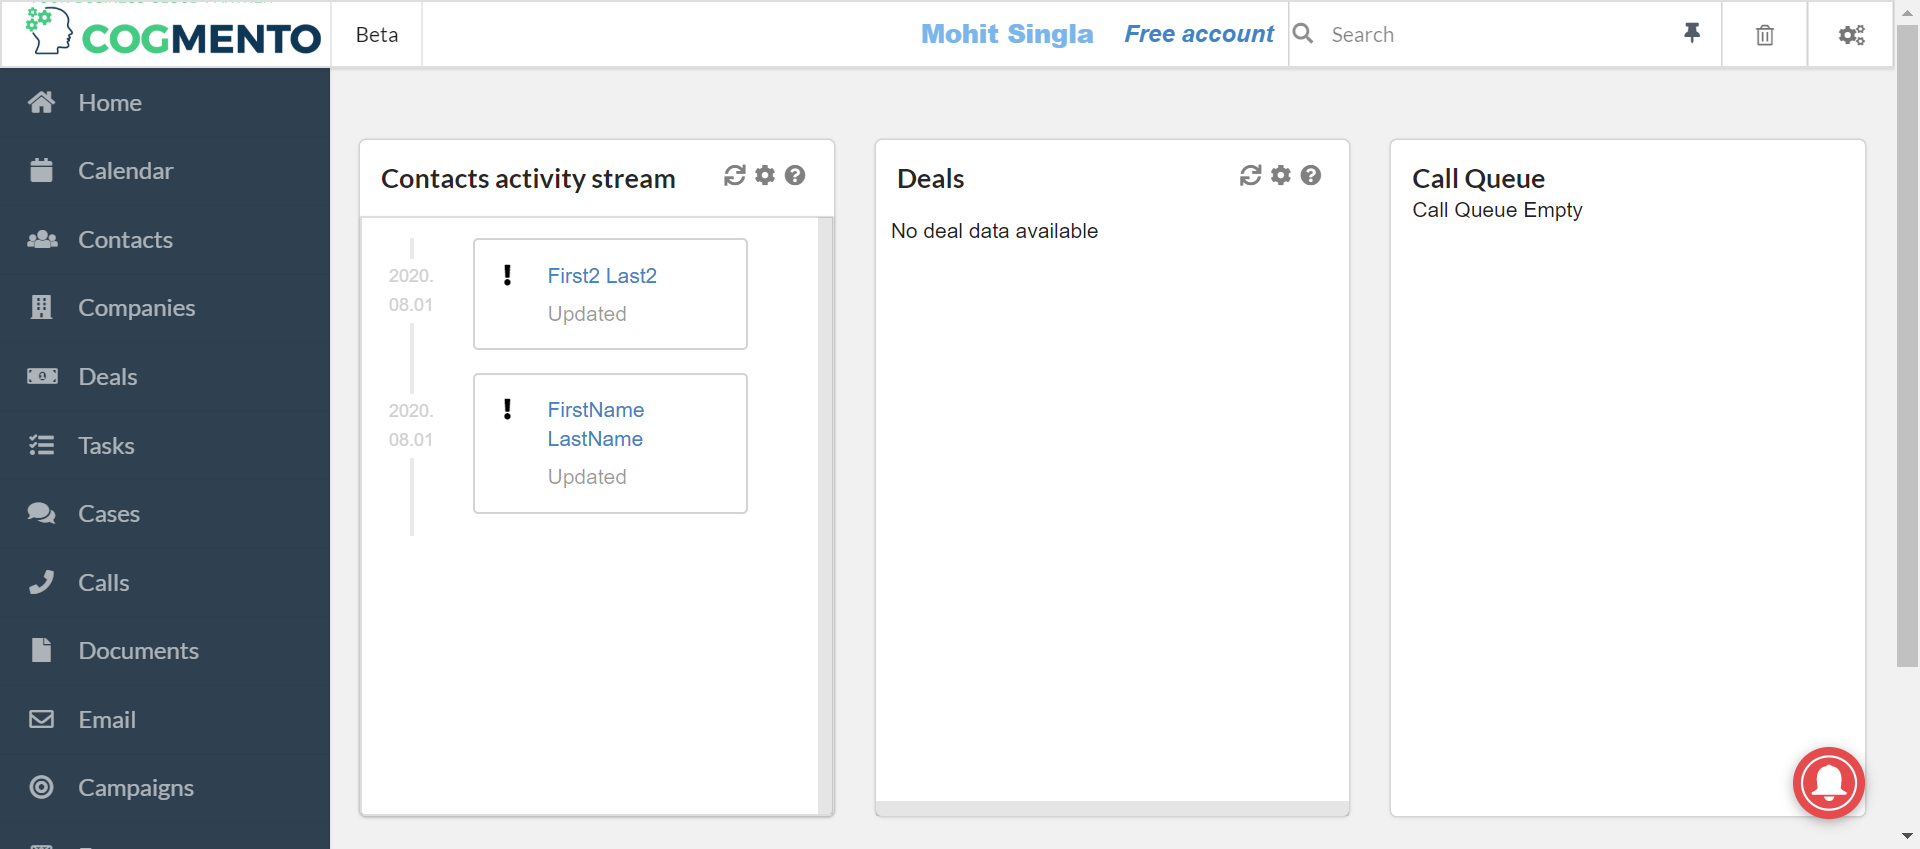 COGMENTO
Beta
Mohit Singla
Free account
Search
Home
Calendar
Contacts
Companies
Deals
Tasks
Cases
Calls
Documents
Email
Campaigns
Contacts activity stream
2020.
08.01
First2 Last2
Updated
2020.
08.01
FirstName
LastName
Updated
Deals
No deal data available
Call Queue
Call Queue Empty